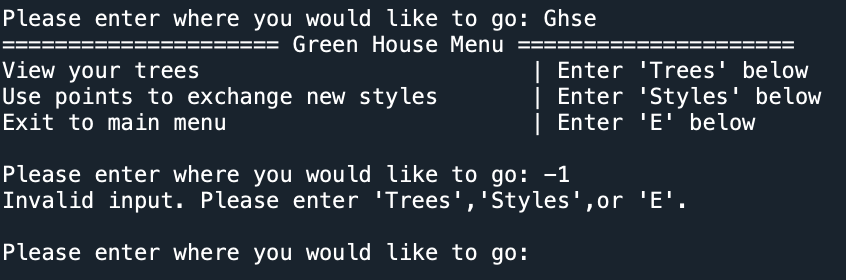 Please enter where you would like to go: Ghse
===================== Green House Menu =====================
View your trees | Enter 'Trees' below
Use points to exchange new styles | Enter 'Styles' below
Exit to main menu | Enter 'E' below
Please enter where you would like to go: -1
Invalid input. Please enter 'Trees','Styles',or 'E'.
Please enter where you would like to go: